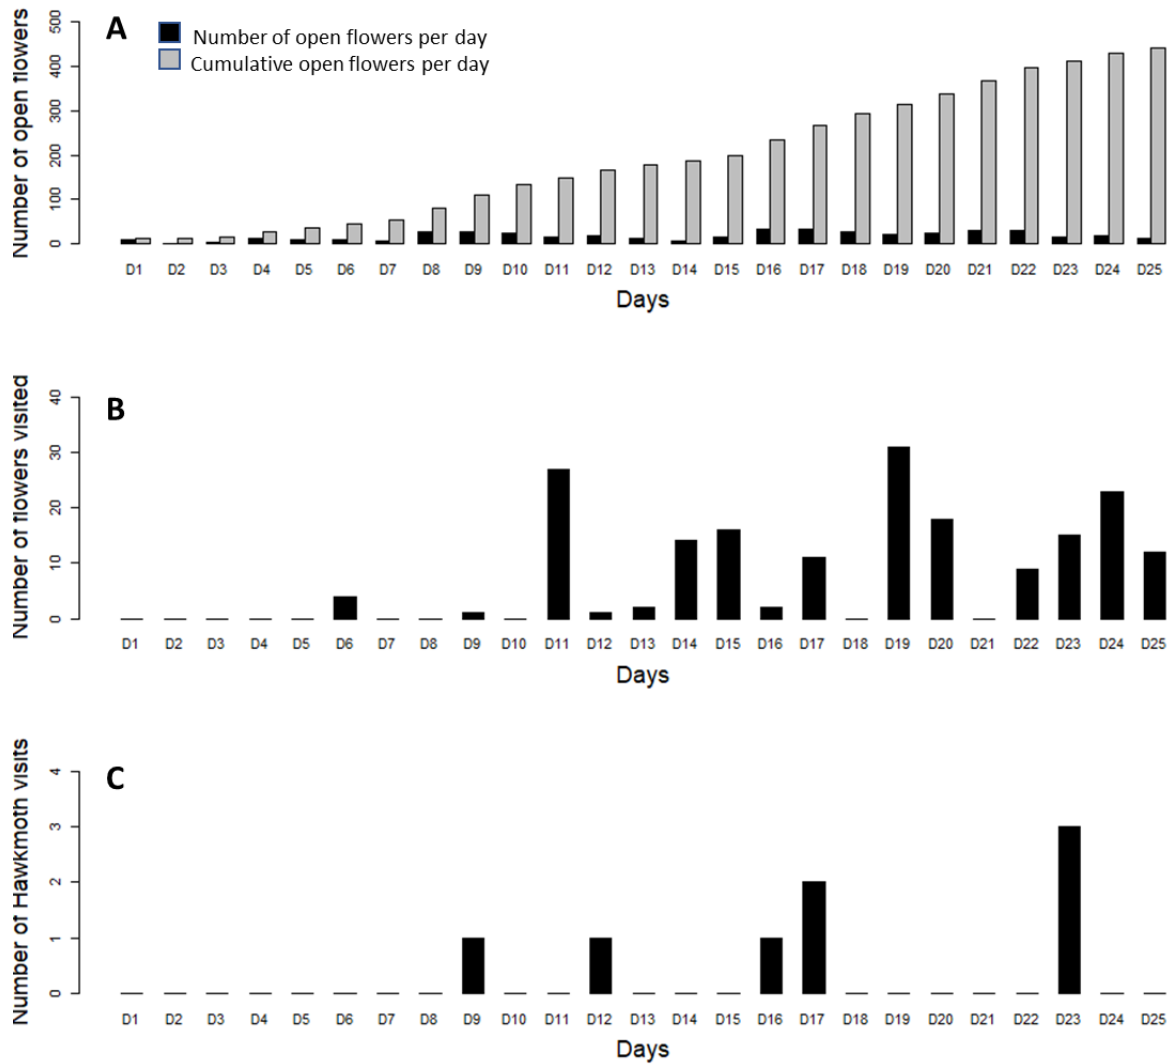 A
Number of open flowers per day
Cumulative open flowers per day
Number of open flowers
500
400
300
200
100
0
D1 D2 D3 D4 D5 D6 D7 D8 D9 D10 D11 D12 D13 D14 D15 D16 D17 D18 D19 D20 D21 D22 D23 D24 D25
Days
B
Number of flowers visited
40
30
20
10
0
D1 D2 D3 D4 D5 D6 D7 D8 D9 D10 D11 D12 D13 D14 D15 D16 D17 D18 D19 D20 D21 D22 D23 D24 D25
Days
C
Number of Hawkmoth visits
4
3
2
1
0
D1 D2 D3 D4 D5 D6 D7 D8 D9 D10 D11 D12 D13 D14 D15 D16 D17 D18 D19 D20 D21 D22 D23 D24 D25
Days